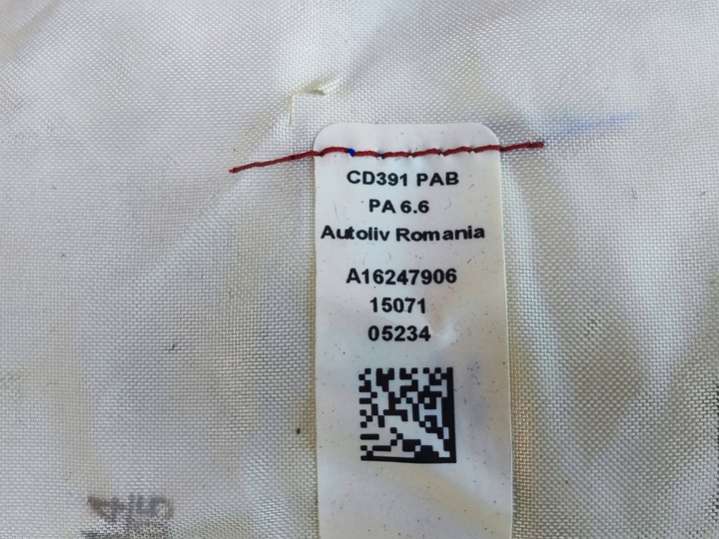 CD391 PAB
PA 6.6
Autoliv Romania
A16247906
15071
05234